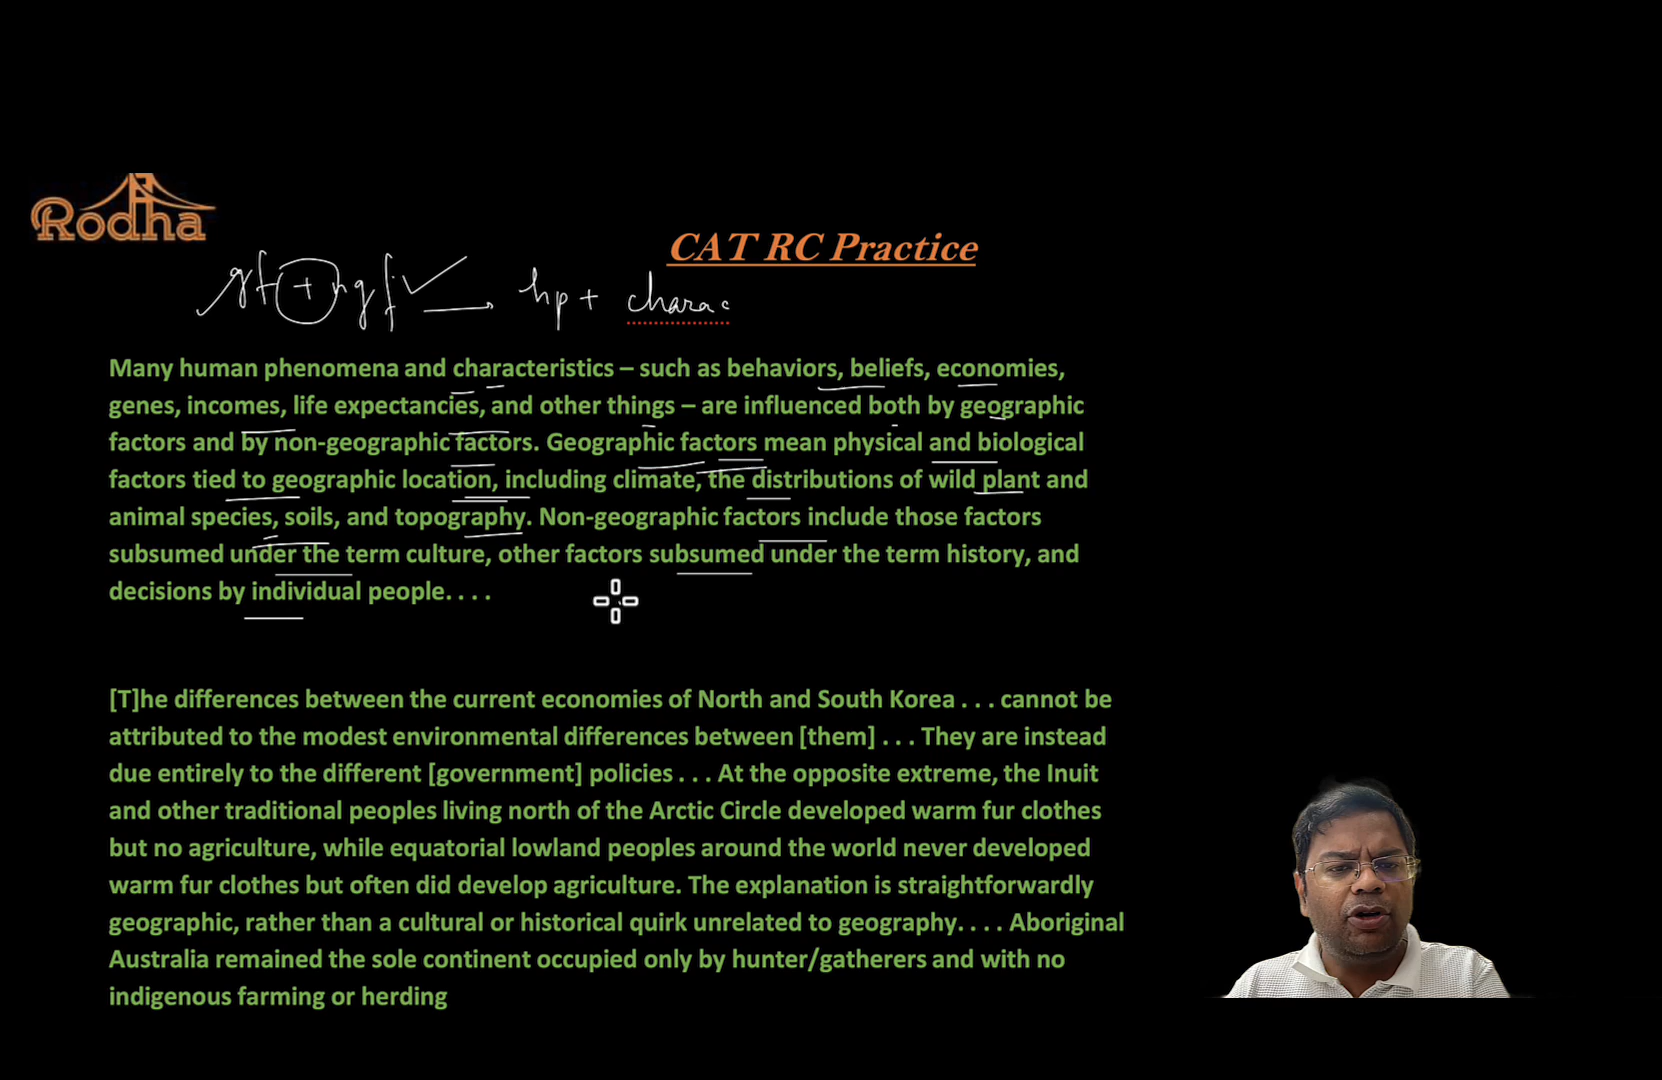 Rodha
CAT RC Practice
gf + ngf → hp + charac
Many human phenomena and characteristics – such as behaviors, beliefs, economies,
genes, incomes, life expectancies, and other things – are influenced both by geographic
factors and by non-geographic factors. Geographic factors mean physical and biological
factors tied to geographic location, including climate, the distributions of wild plant and
animal species, soils, and topography. Non-geographic factors include those factors
subsumed under the term culture, other factors subsumed under the term history, and
decisions by individual people. . . .
[T]he differences between the current economies of North and South Korea . . . cannot be
attributed to the modest environmental differences between [them] . . . They are instead
due entirely to the different [government] policies . . . At the opposite extreme, the Inuit
and other traditional peoples living north of the Arctic Circle developed warm fur clothes
but no agriculture, while equatorial lowland peoples around the world never developed
warm fur clothes but often did develop agriculture. The explanation is straightforwardly
geographic, rather than a cultural or historical quirk unrelated to geography. . . . Aboriginal
Australia remained the sole continent occupied only by hunter/gatherers and with no
indigenous farming or herding